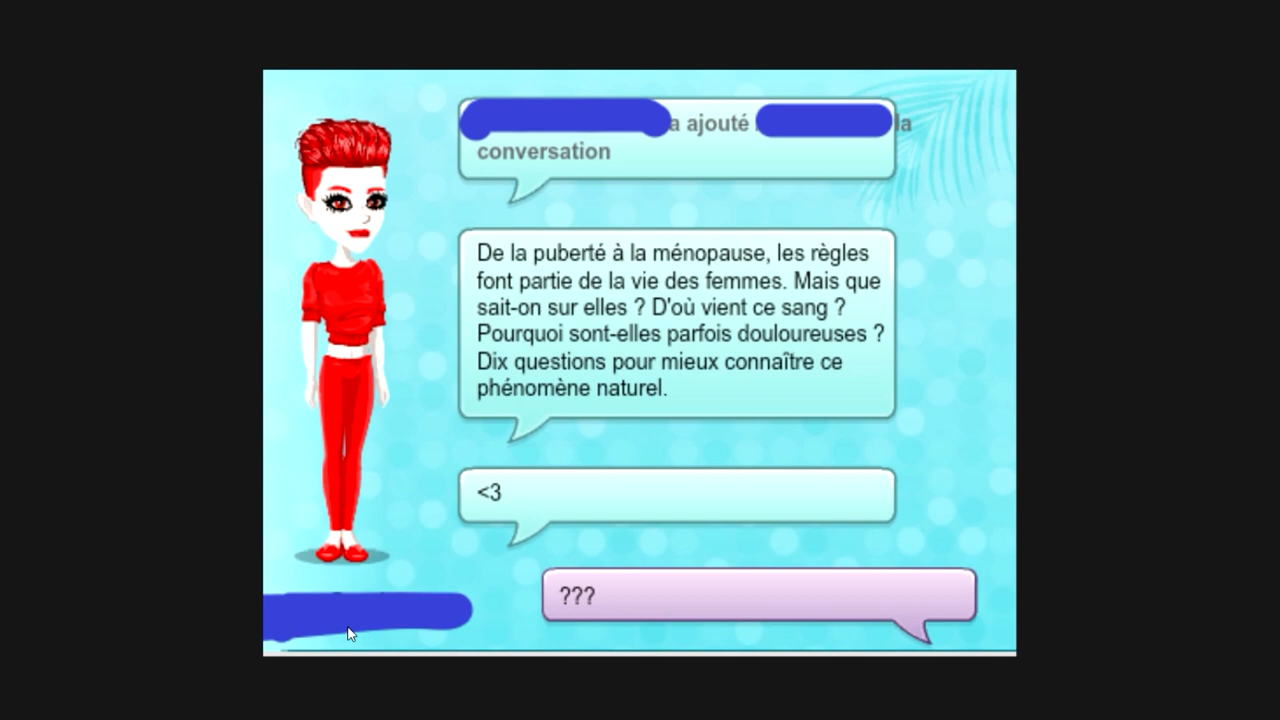 a ajouté la
conversation
De la puberté à la ménopause, les règles
font partie de la vie des femmes. Mais que
sait-on sur elles ? D'où vient ce sang ?
Pourquoi sont-elles parfois douloureuses ?
Dix questions pour mieux connaître ce
phénomène naturel.
<3
???